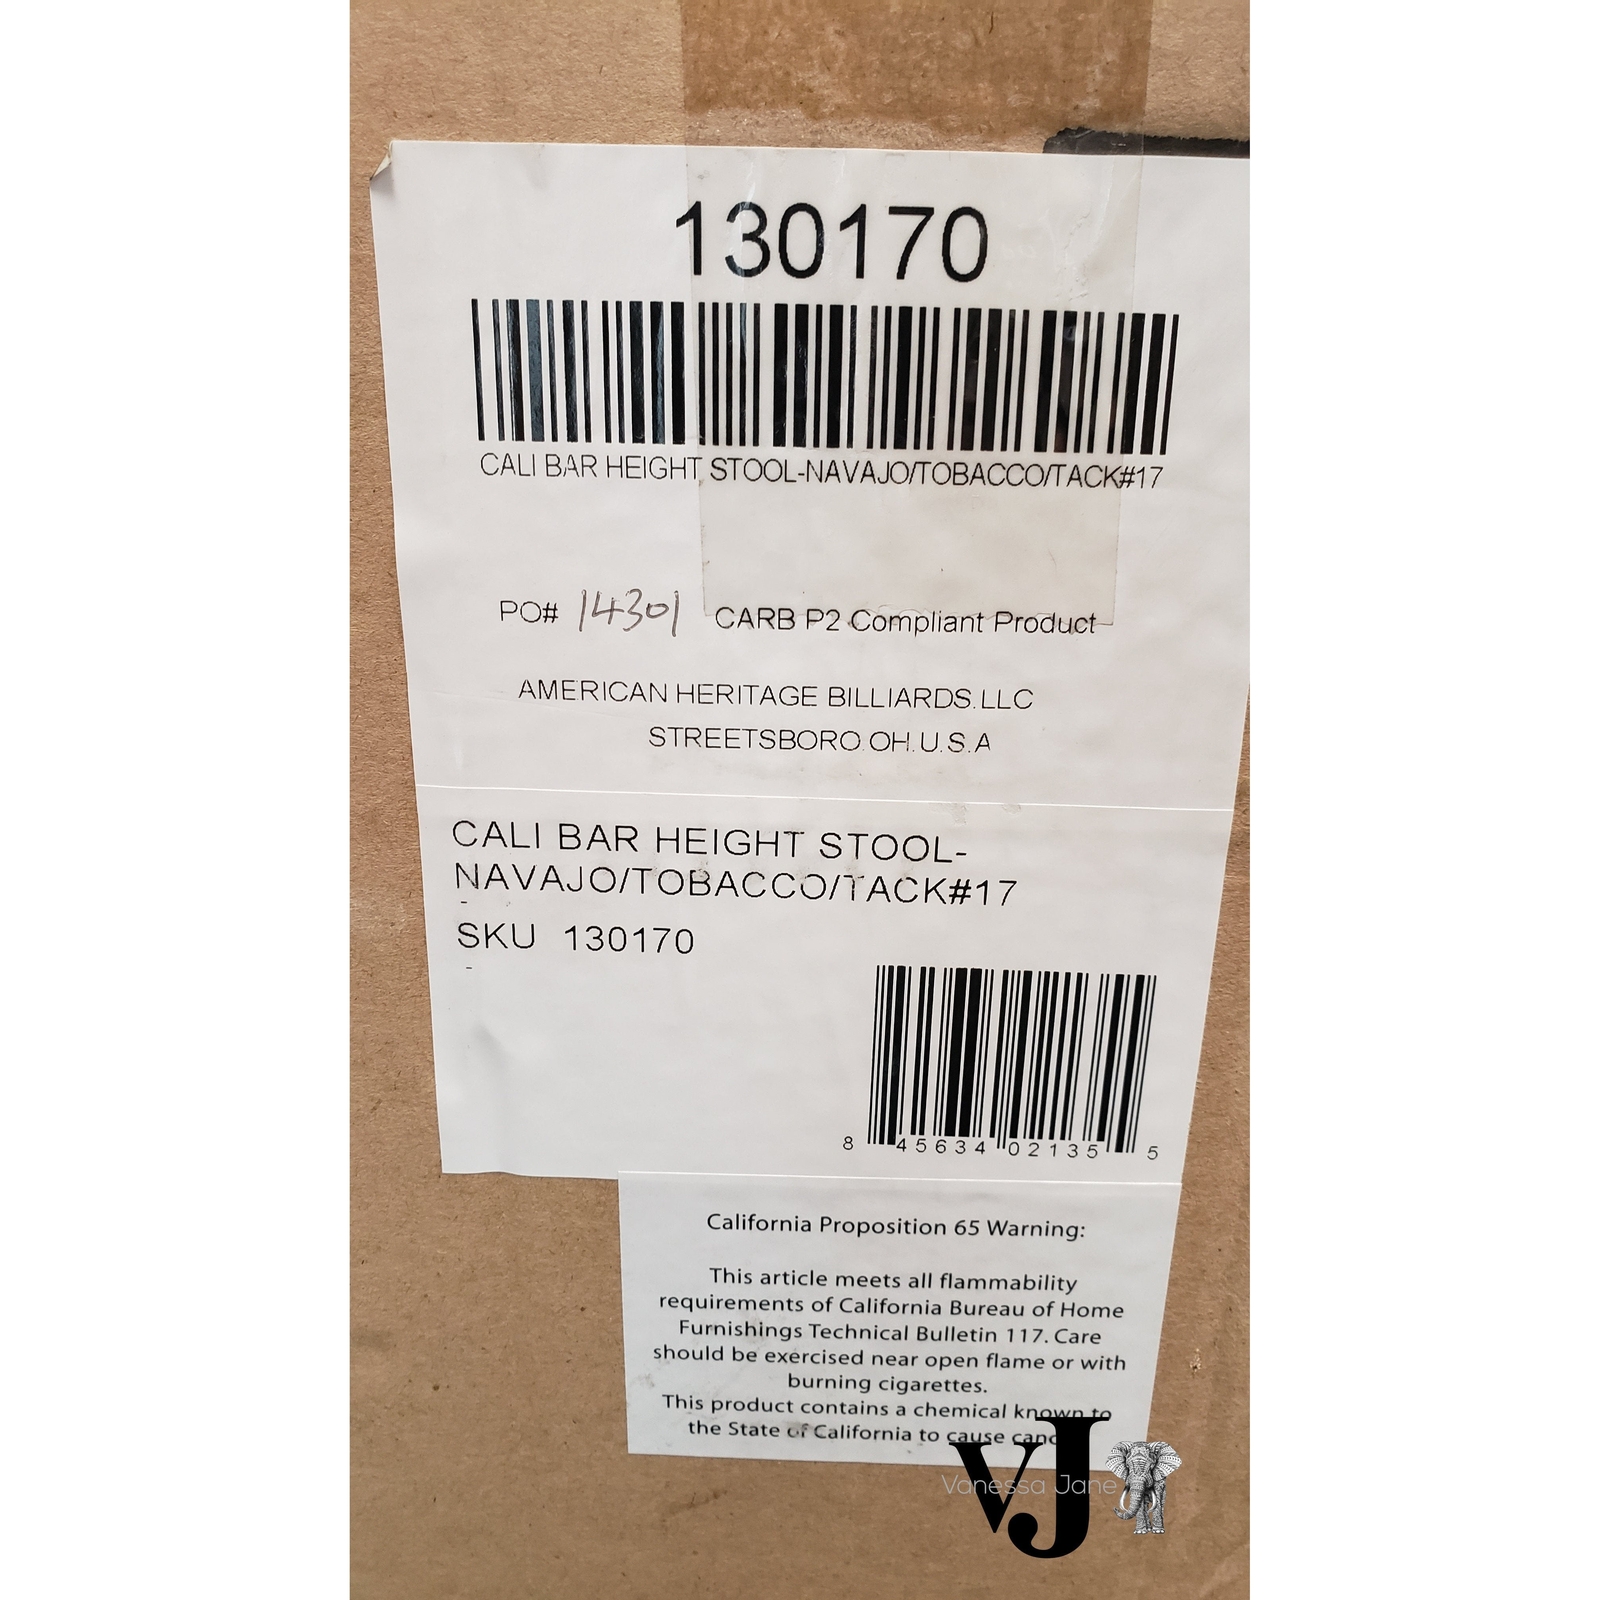 130170
CALI BAR HEIGHT STOOL-NAVAJO/TOBACCO/TACK#17
PO# 14301 CARB P2 Compliant Product
AMERICAN HERITAGE BILLIARDS.LLC
STREETSBORO.OH.U.S.A
CALI BAR HEIGHT STOOL-
NAVAJO/TOBACCO/TACK#17
-
SKU 130170
-
8 45634 02135 5
California Proposition 65 Warning:
This article meets all flammability
requirements of California Bureau of Home
Furnishings Technical Bulletin 117. Care
should be exercised near open flame or with
burning cigarettes.
This product contains a chemical known to
the State of California to cause canc
vJ
Vanessa Jane